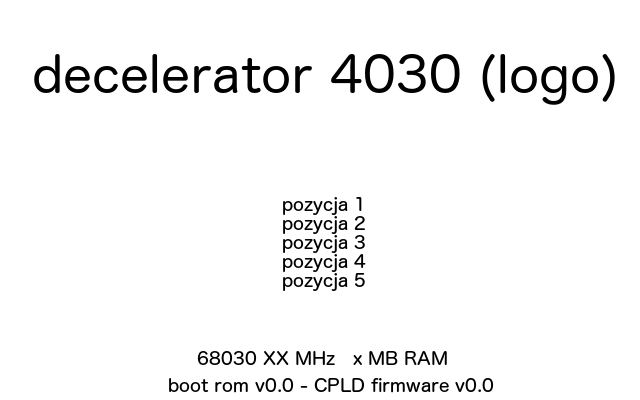 decelerator 4030 (logo)
pozycja 1
pozycja 2
pozycja 3
pozycja 4
pozycja 5
68030 XX MHz   x MB RAM
boot rom v0.0 - CPLD firmware v0.0